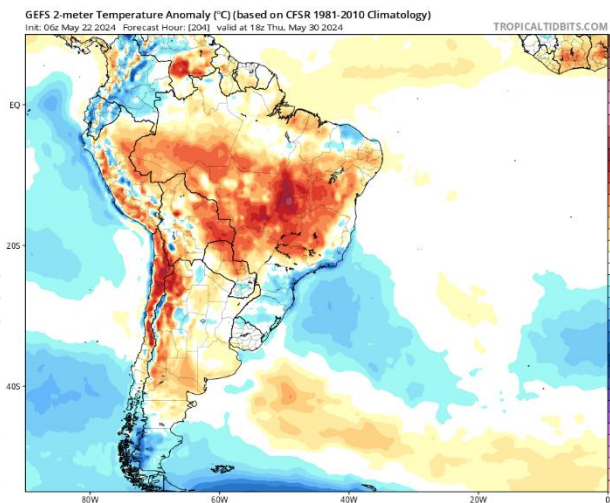 GEFS 2-meter Temperature Anomaly (°C) (based on CFSR 1981-2010 Climatology)
Init: 06z May 22 2024 Forecast Hour: [204] valid at 18z Thu, May 30 2024 TROPICALTIDBITS.COM
EQ
20S
40S
80W 60W 40W 20W 0